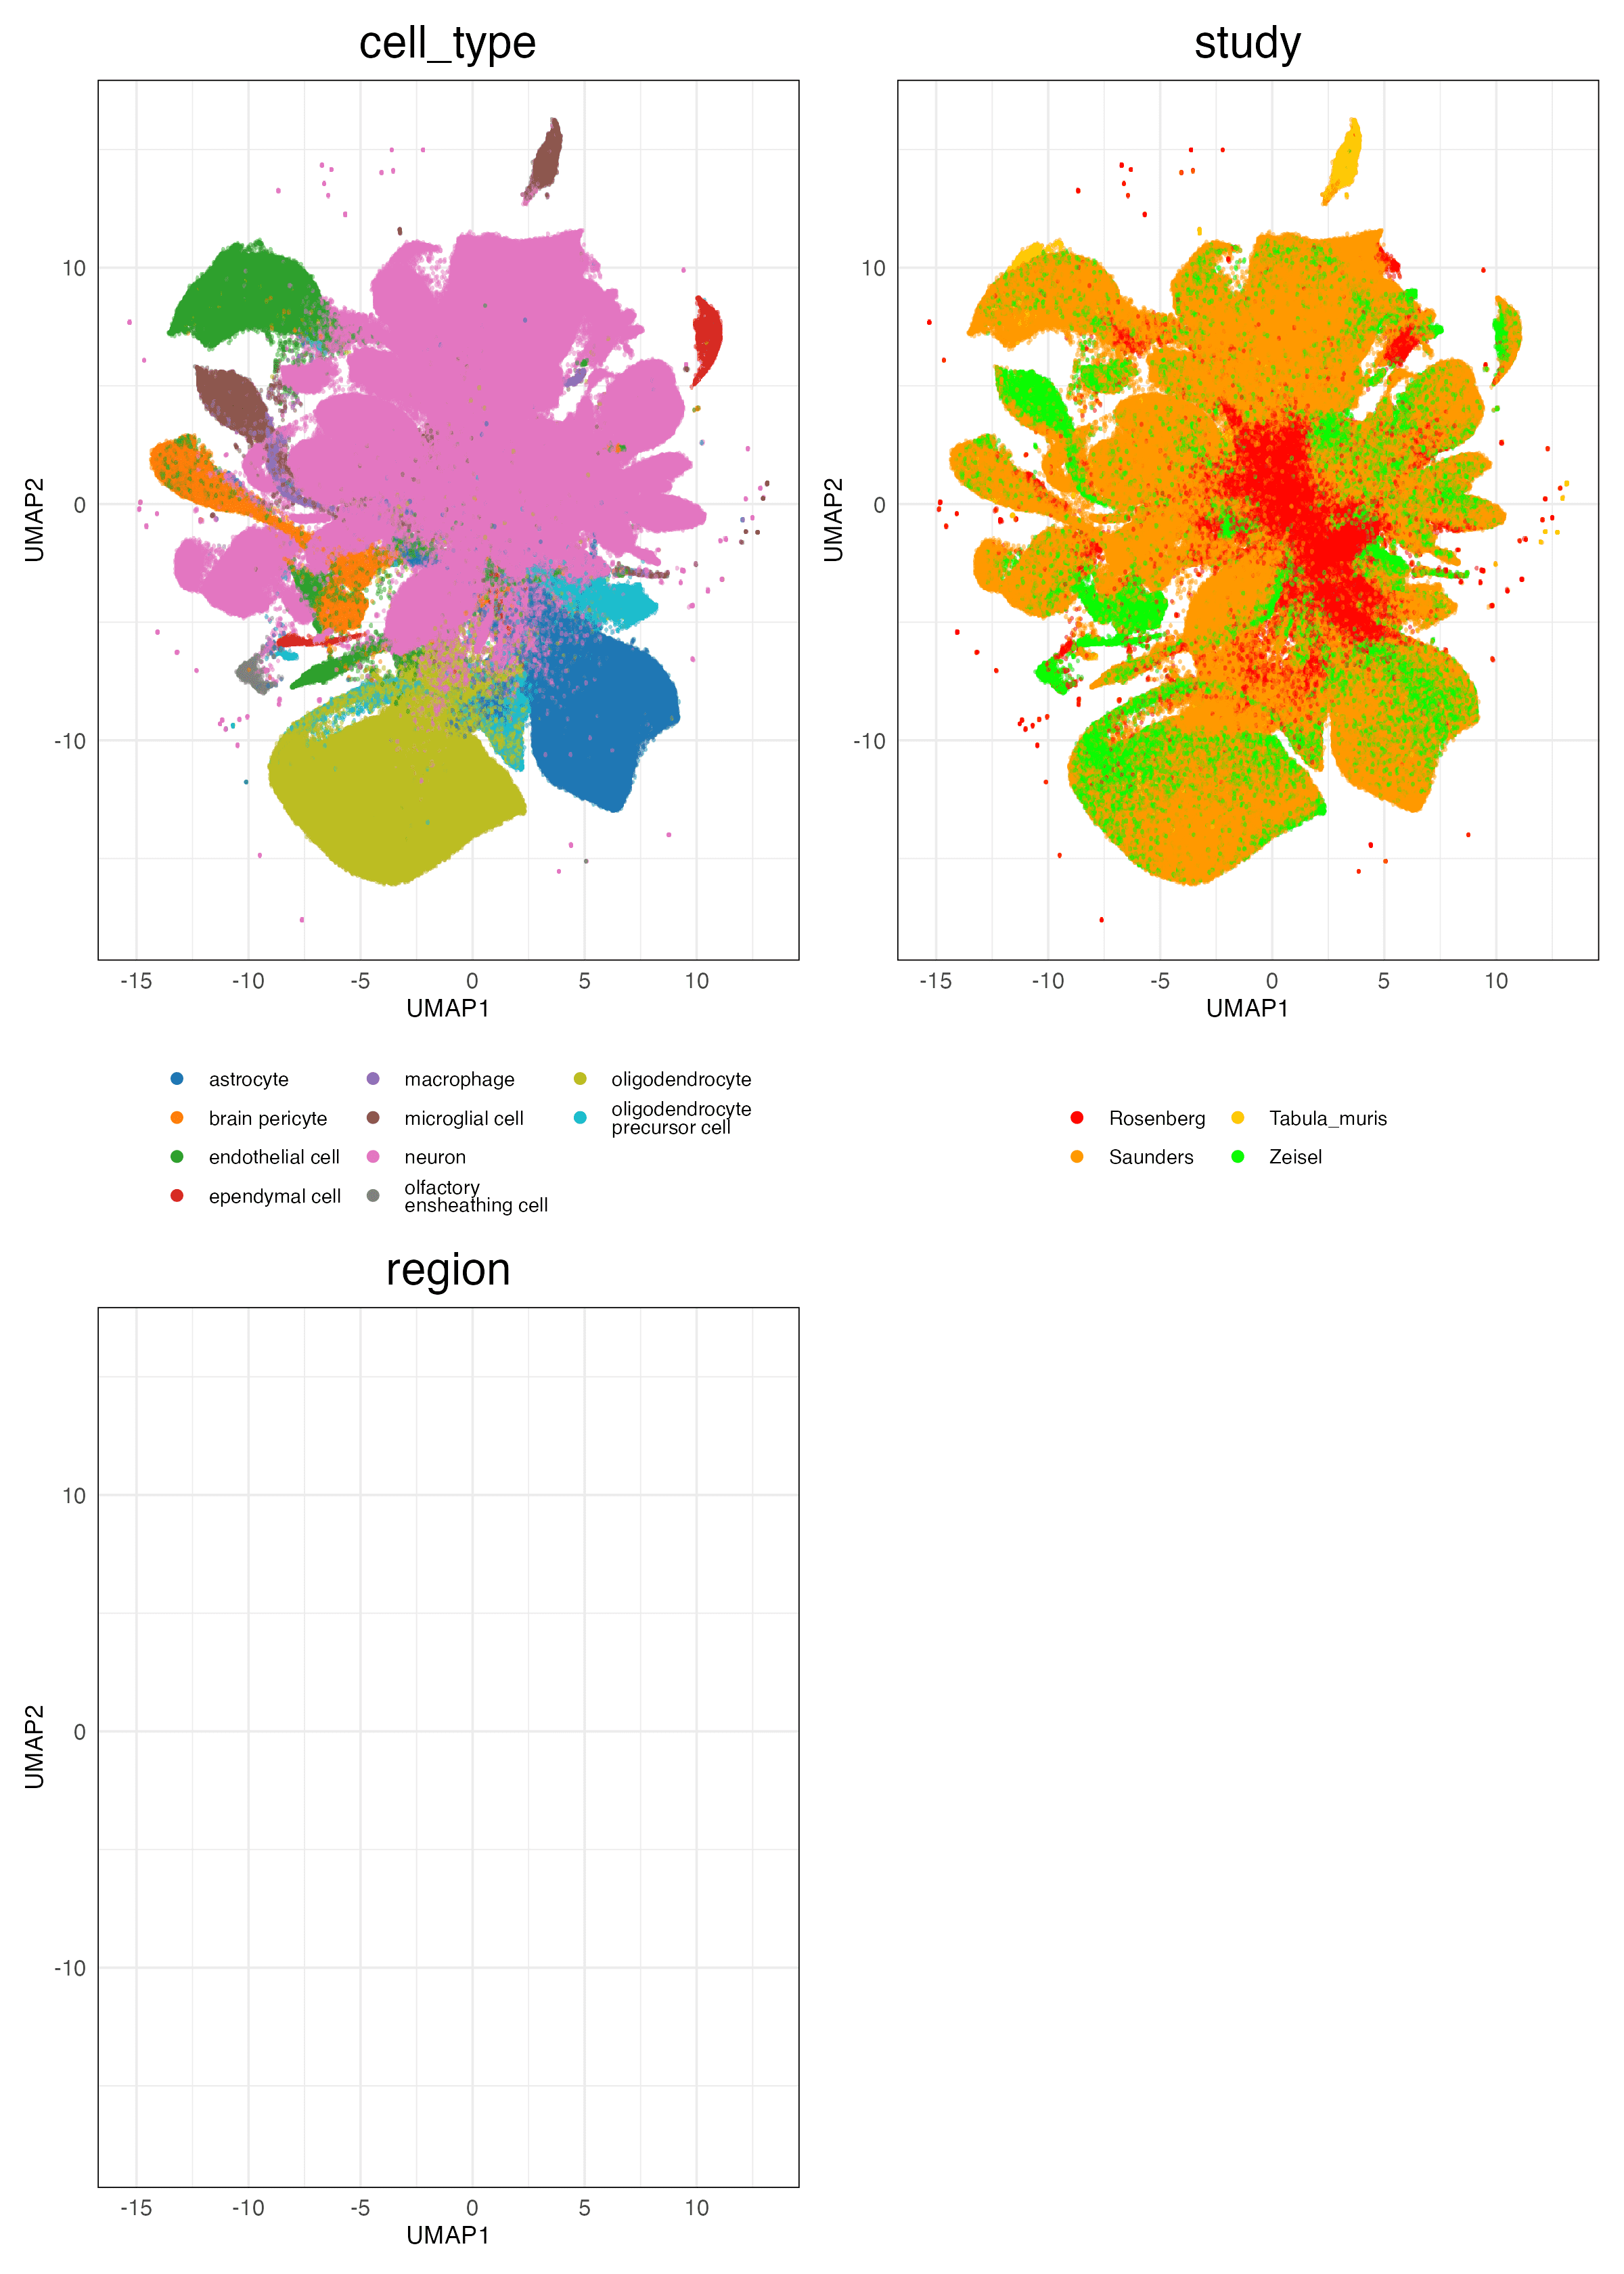 cell_type
study
10
0
-10
UMAP2
-15 -10 -5 0 5 10
UMAP1
10
0
-10
UMAP2
-15 -10 -5 0 5 10
UMAP1
astrocyte
brain pericyte
endothelial cell
ependymal cell
macrophage
microglial cell
neuron
olfactory
ensheathing cell
oligodendrocyte
oligodendrocyte
precursor cell
Rosenberg
Saunders
Tabula_muris
Zeisel
region
10
0
-10
UMAP2
-15 -10 -5 0 5 10
UMAP1